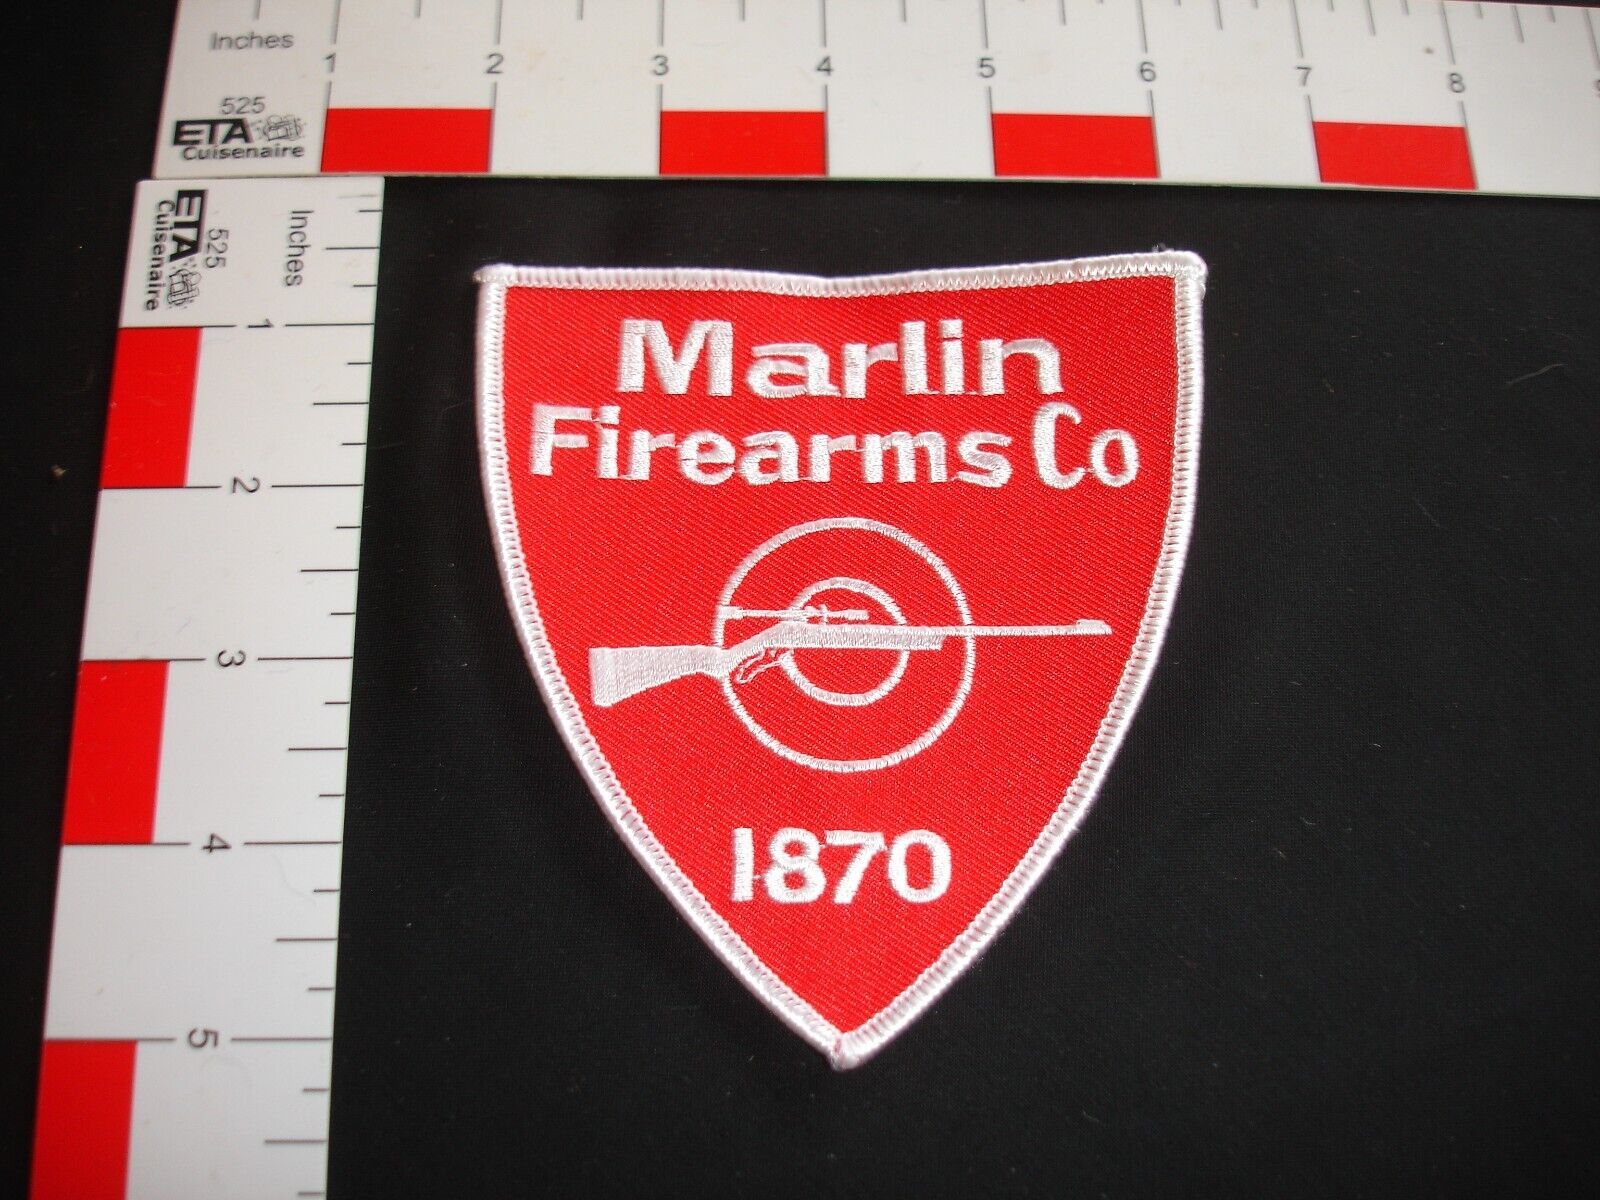 Inches
1 2 3 4 5 6 7 8
525
ETA
Cuisenaire
ETA
Cuisenaire
525
Inches
1
2
3
4
5
Marlin
Firearms Co
1870